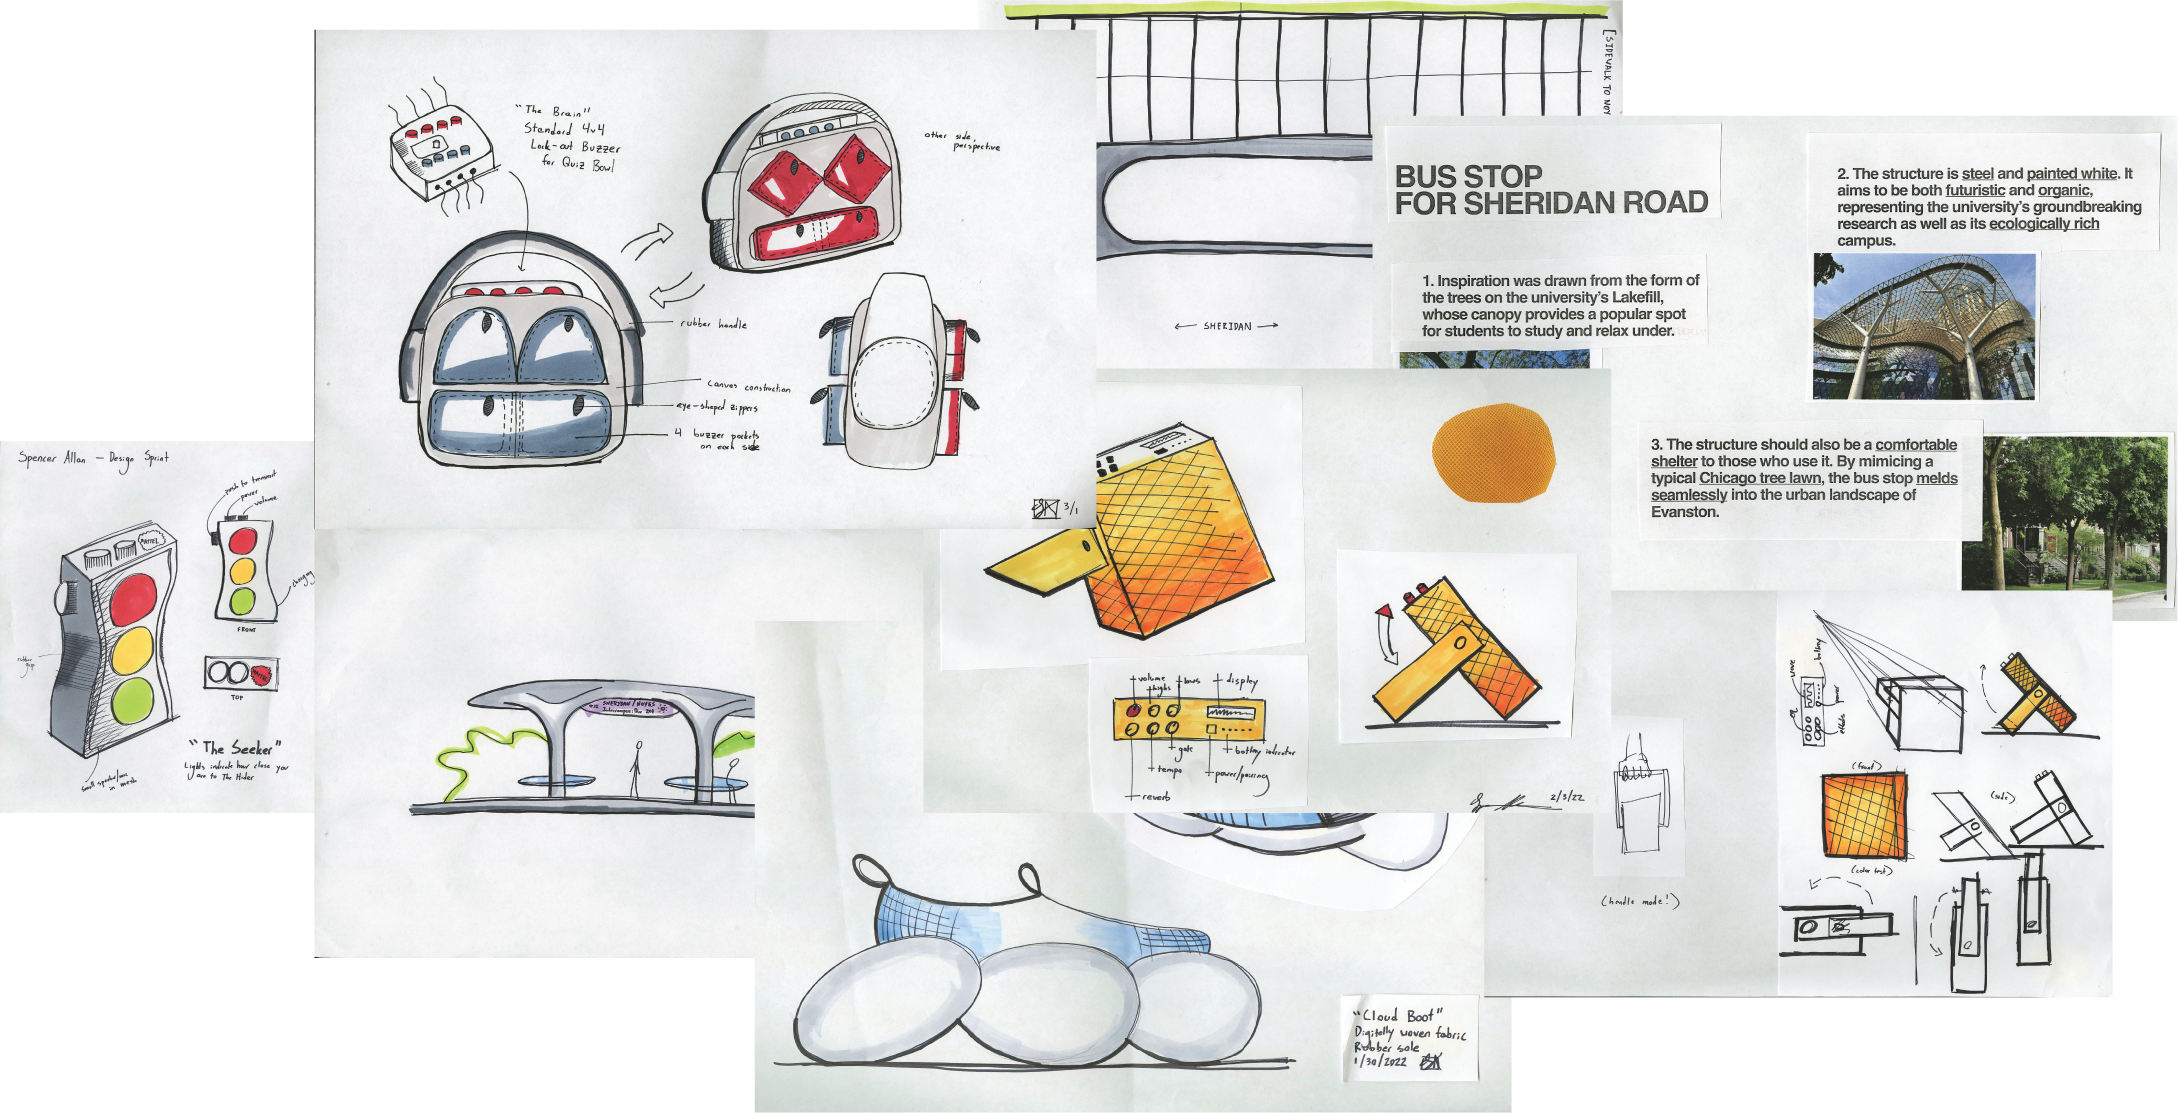 "The Brain"
Standard 4v4
Lock-out Buzzer
for Quiz Bowl
other side
perspective
rubber handle
canvas construction
eye-shaped zippers
4 buzzer pockets
on each side
3/1
[SIDEWALK TO NOY
← SHERIDAN →
BUS STOP
FOR SHERIDAN ROAD
1. Inspiration was drawn from the form of
the trees on the university's Lakefill,
whose canopy provides a popular spot
for students to study and relax under.
2. The structure is steel and painted white. It
aims to be both futuristic and organic,
representing the university's groundbreaking
research as well as its ecologically rich
campus.
3. The structure should also be a comfortable
shelter to those who use it. By mimicing a
typical Chicago tree lawn, the bus stop melds
seamlessly into the urban landscape of
Evanston.
Spencer Allan — Design Sprint
push to transmit
power
volume
MATTEL
charging
FRONT
rubber
grip
TOP
"The Seeker"
Lights indicate how close you
are to The Hider
small speaker/mic
in mesh
SHERIDAN / NOYES
Intercampus: Due
volume
highs
bass
display
gate
battery indicator
tempo
power/pairing
reverb
2/3/22
wave
battery
power
effects
(front)
(side)
(color test)
(handle mode!)
"Cloud Boot"
Digitally woven fabric
Rubber sole
1/30/2022